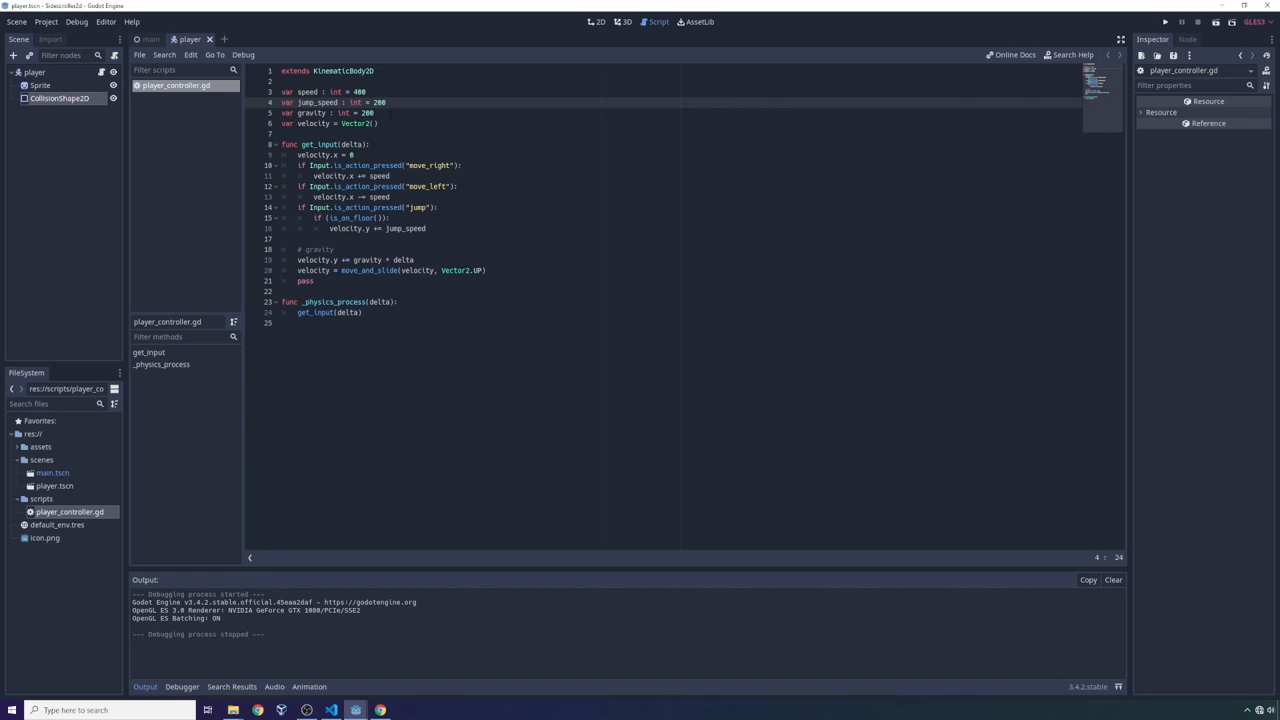 player.tscn - Sidescroller2d - Godot Engine
Scene Project Debug Editor Help
2D 3D Script AssetLib
GLES3
Scene Import
main player
Inspector Node
Filter nodes
File Search Edit Go To Debug
Online Docs Search Help
player
Sprite
CollisionShape2D
Filter scripts
player_controller.gd
1 extends KinematicBody2D
2
3 var speed : int = 400
4 var jump_speed : int = 200
5 var gravity : int = 200
6 var velocity = Vector2()
7
8 func get_input(delta):
9 velocity.x = 0
10 if Input.is_action_pressed("move_right"):
11 velocity.x += speed
12 if Input.is_action_pressed("move_left"):
13 velocity.x -= speed
14 if Input.is_action_pressed("jump"):
15 if (is_on_floor()):
16 velocity.y += jump_speed
17
18 # gravity
19 velocity.y += gravity * delta
20 velocity = move_and_slide(velocity, Vector2.UP)
21 pass
22
23 func _physics_process(delta):
24 get_input(delta)
25
player_controller.gd
Filter methods
get_input
_physics_process
4 : 24
player_controller.gd
Filter properties
Resource
Resource
Reference
FileSystem
res://scripts/player_co
Search files
Favorites:
res://
assets
scenes
main.tscn
player.tscn
scripts
player_controller.gd
default_env.tres
icon.png
Output:
Copy Clear
--- Debugging process started ---
Godot Engine v3.4.2.stable.official.45eaa2daf - https://godotengine.org
OpenGL ES 3.0 Renderer: NVIDIA GeForce GTX 1080/PCIe/SSE2
OpenGL ES Batching: ON
--- Debugging process stopped ---
Output Debugger Search Results Audio Animation
3.4.2.stable
Type here to search